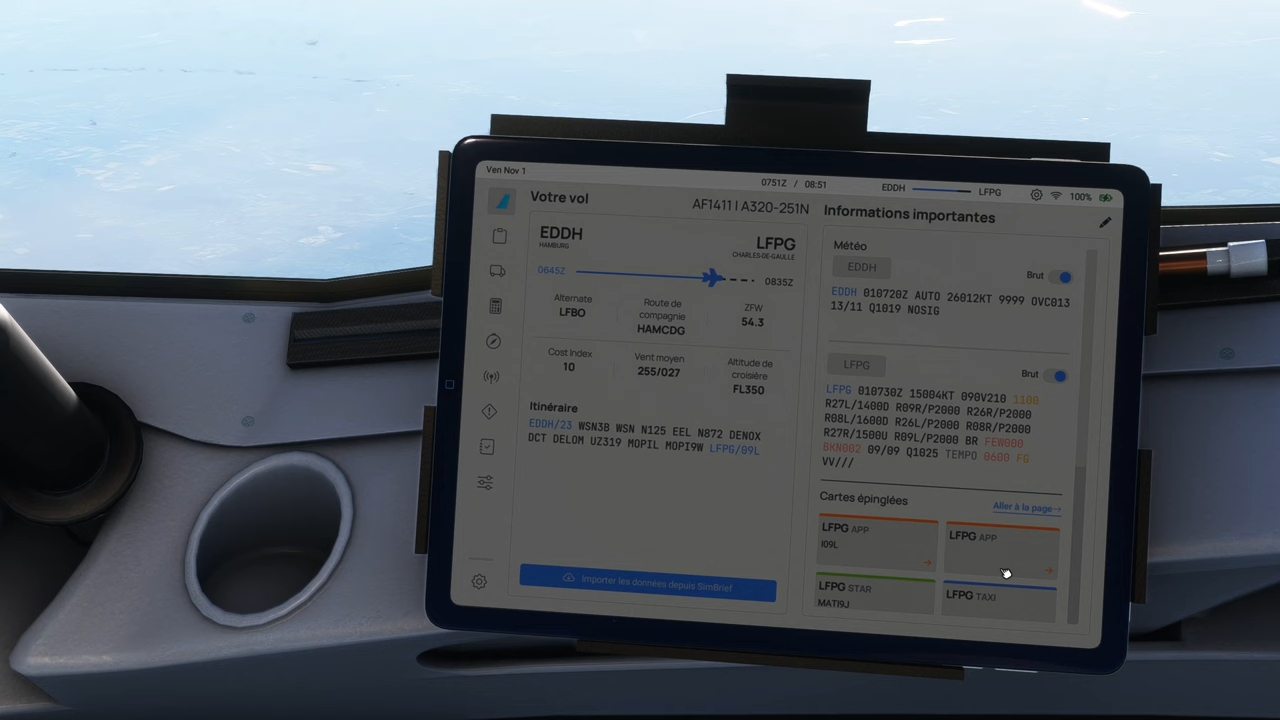 Ven Nov 1
0751Z / 08:51
EDDH
LFPG
100%
Votre vol
AF1411 | A320-251N
EDDH
HAMBURG
LFPG
CHARLES-DE-GAULLE
0645Z
0835Z
Alternate
LFBO
Route de
compagnie
HAMCDG
ZFW
54.3
Cost Index
10
Vent moyen
255/027
Altitude de
croisière
FL350
Itinéraire
EDDH/23 WSN3B WSN N125 EEL N872 DENOX
DCT DELOM UZ319 MOPIL MOPI9W LFPG/09L
Importer les données depuis SimBrief
Informations importantes
Météo
EDDH
Brut
EDDH 010720Z AUTO 26012KT 9999 OVC013
13/11 Q1019 NOSIG
LFPG
Brut
LFPG 010730Z 15004KT 090V210 1100
R27L/1400D R09R/P2000 R26R/P2000
R08L/1600D R26L/P2000 R08R/P2000
R27R/1500U R09L/P2000 BR FEW000
BKN002 09/09 Q1025 TEMPO 0600 FG
VV///
Cartes épinglées
Aller à la page
LFPG APP
I09L
LFPG APP
LFPG STAR
MATI9J
LFPG TAXI